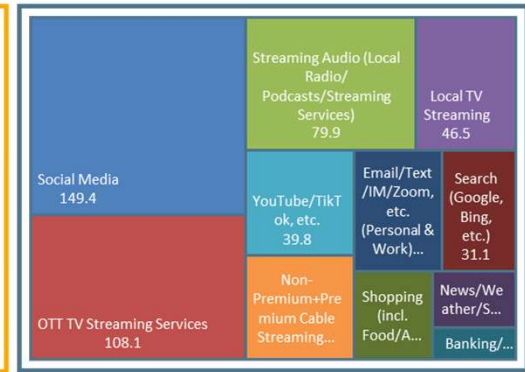 Social Media
149.4
OTT TV Streaming Services
108.1
Streaming Audio (Local
Radio/
Podcasts/Streaming
Services)
79.9
Local TV
Streaming
46.5
YouTube/TikT
ok, etc.
39.8
Non-
Premium+Pre
mium Cable
Streaming...
Email/Text
/IM/Zoom,
etc.
(Personal &
Work)...
Search
(Google,
Bing,
etc.)
31.1
Shopping
(incl.
Food/A...
News/We
ather/S...
Banking/...